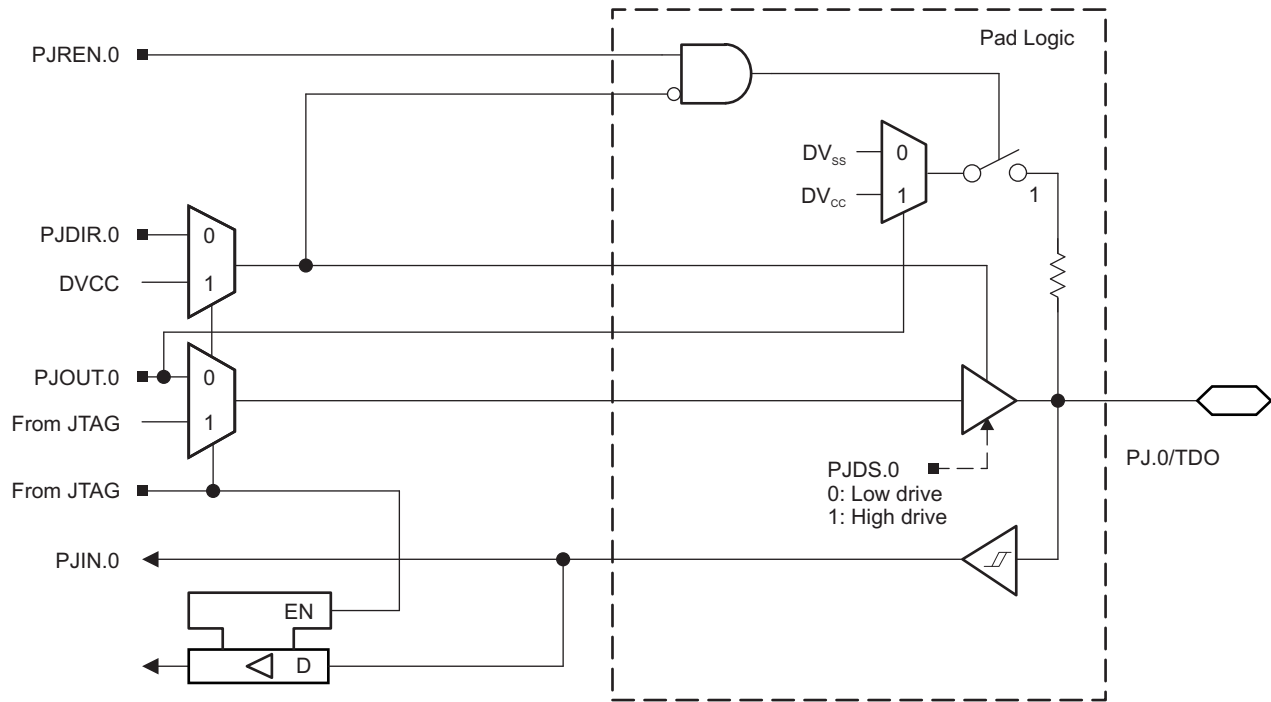 Pad Logic
PJREN.0
DVSS
0
DVCC
1
1
PJDIR.0
0
DVCC
1
PJOUT.0
0
From JTAG
1
From JTAG
PJDS.0
0: Low drive
1: High drive
PJ.0/TDO
PJIN.0
EN
D